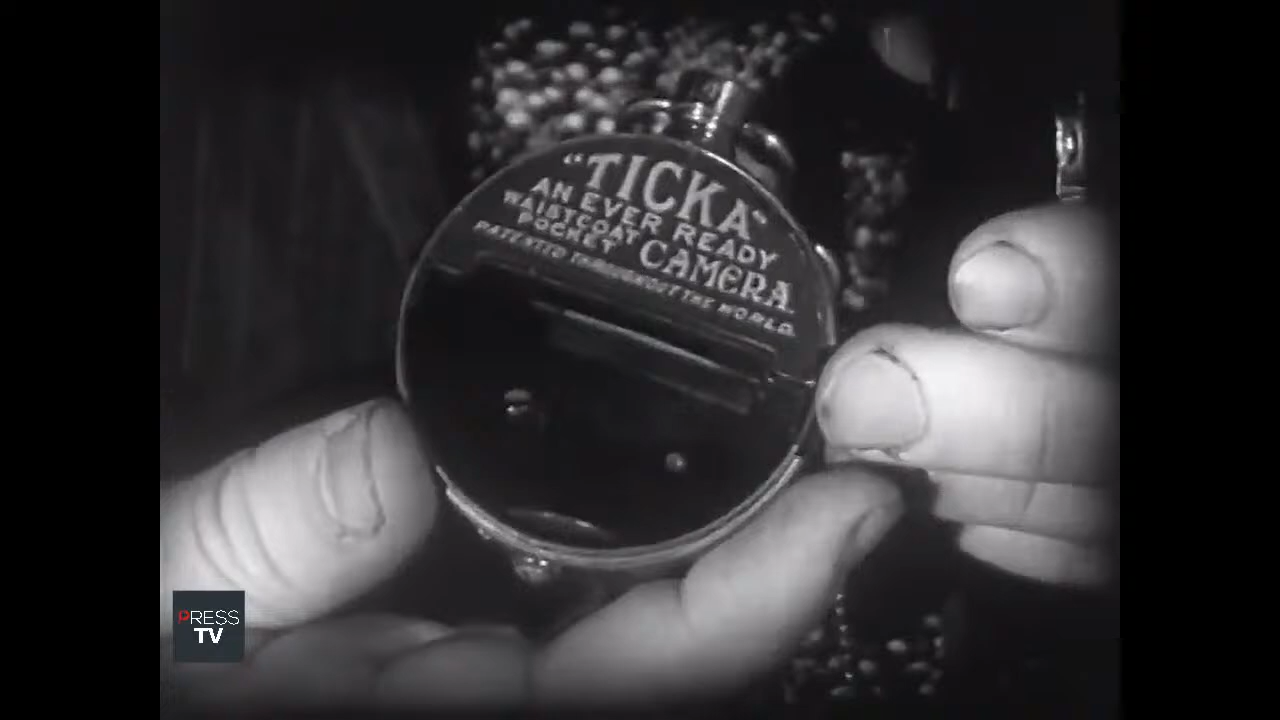 "TICKA"
AN EVER READY
WAISTCOAT
POCKET CAMERA.
PATENTED THROUGHOUT THE WORLD.
PRESS
TV